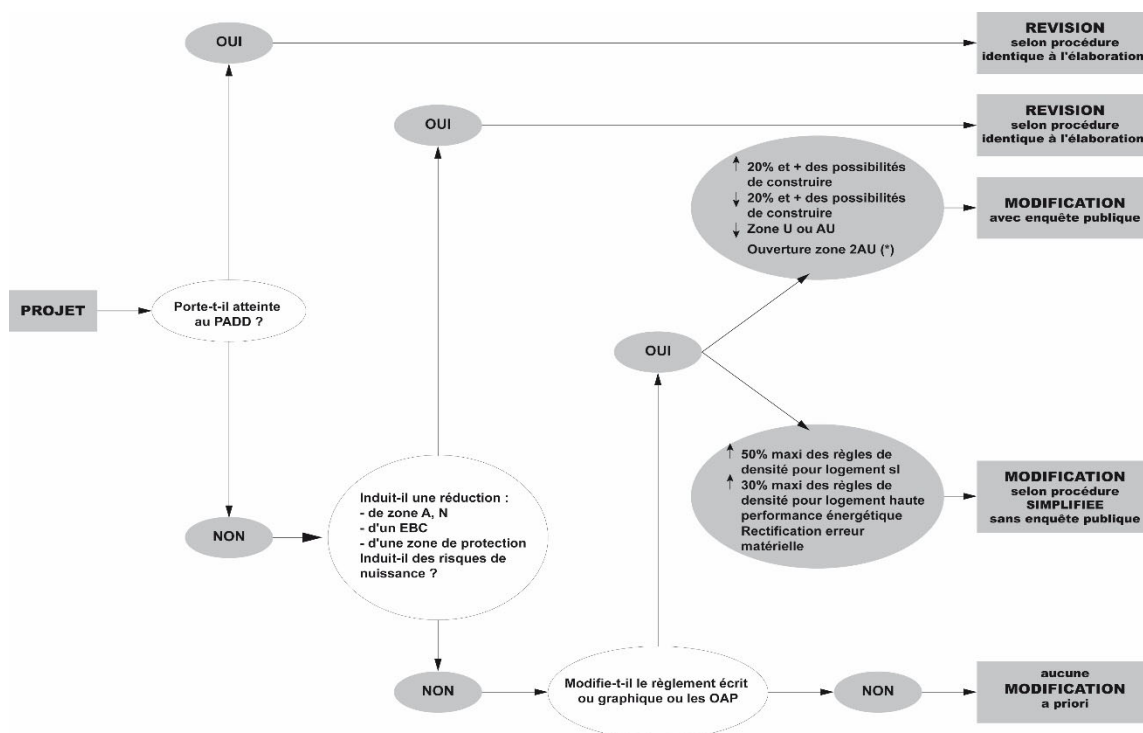 OUI
REVISION
selon procédure
identique à l'élaboration
OUI
REVISION
selon procédure
identique à l'élaboration
↑ 20% et + des possibilités
de construire
↓ 20% et + des possibilités
de construire
↓ Zone U ou AU
Ouverture zone 2AU (*)
MODIFICATION
avec enquête publique
PROJET
Porte-t-il atteinte
au PADD ?
OUI
↑ 50% maxi des règles de
densité pour logement sl
↑ 30% maxi des règles de
densité pour logement haute
performance énergétique
Rectification erreur
matérielle
MODIFICATION
selon procédure
SIMPLIFIEE
sans enquête publique
NON
Induit-il une réduction :
- de zone A, N
- d'un EBC
- d'une zone de protection
Induit-il des risques de
nuisance ?
NON
Modifie-t-il le règlement écrit
ou graphique ou les OAP
NON
aucune
MODIFICATION
a priori